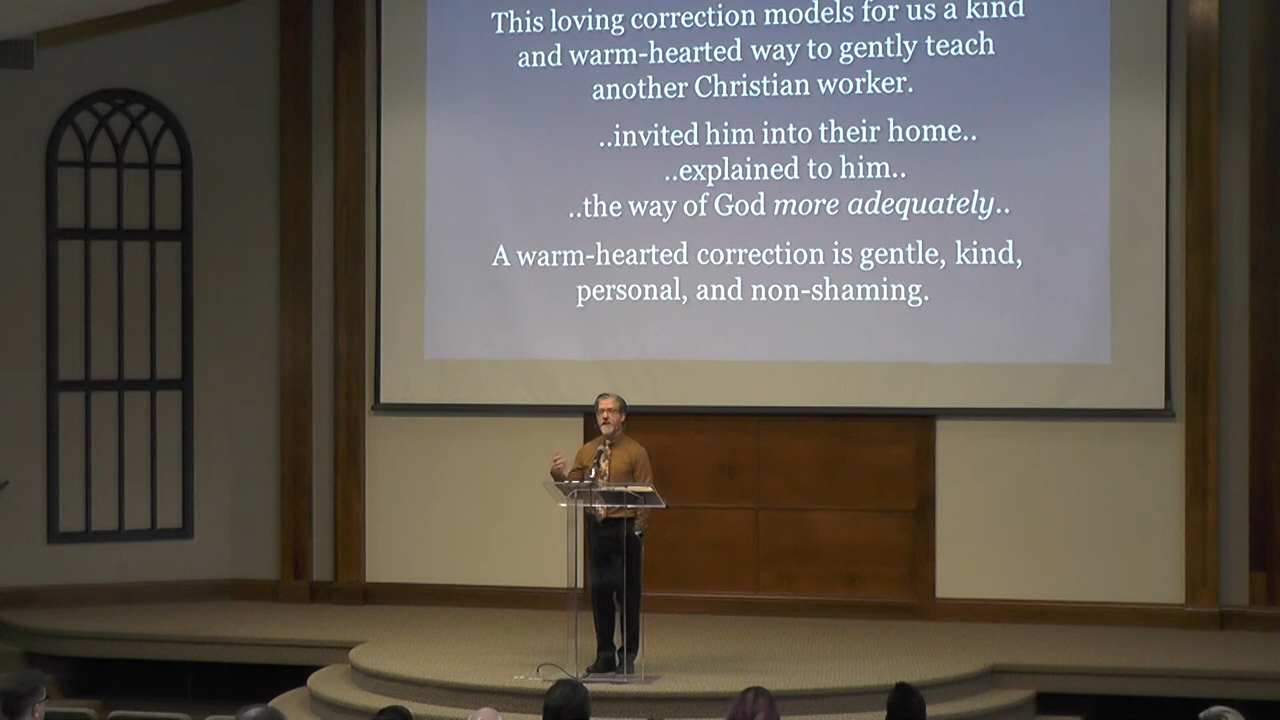 This loving correction models for us a kind
and warm-hearted way to gently teach
another Christian worker.
..invited him into their home..
..explained to him..
..the way of God more adequately..
A warm-hearted correction is gentle, kind,
personal, and non-shaming.